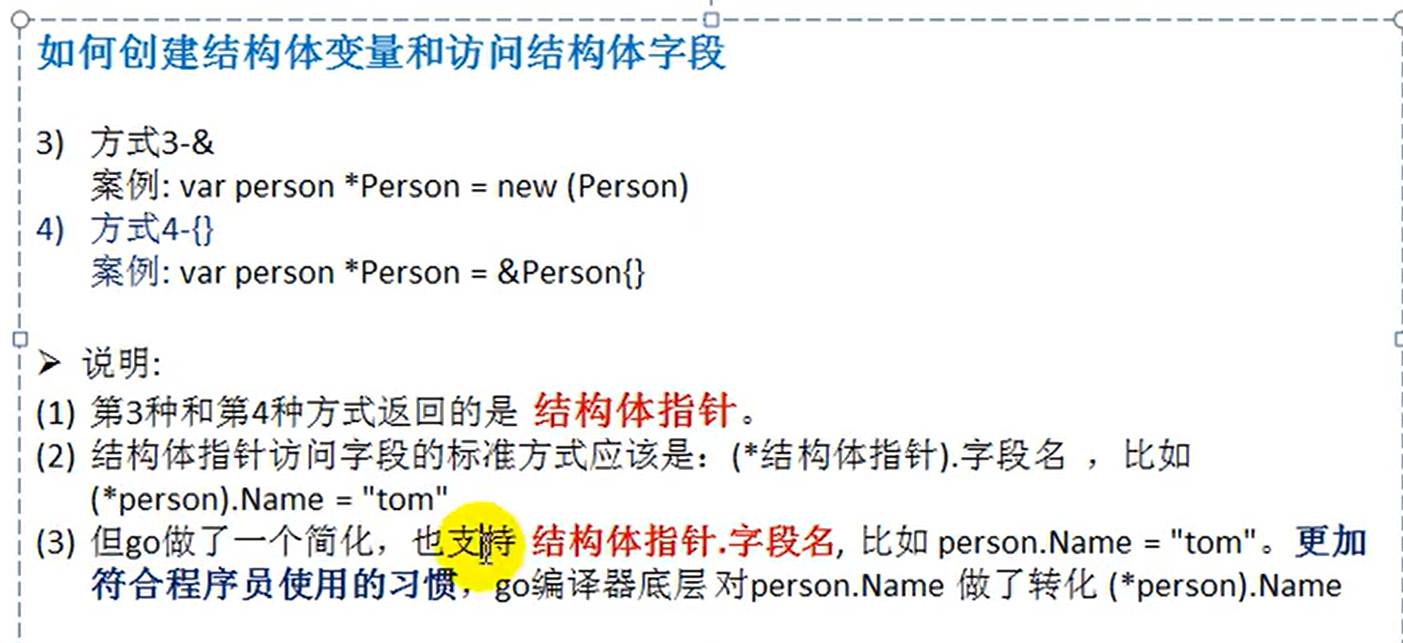 如何创建结构体变量和访问结构体字段
3) 方式3-&
案例: var person *Person = new (Person)
4) 方式4-{}
案例: var person *Person = &Person{}
➢ 说明:
(1) 第3种和第4种方式返回的是 结构体指针。
(2) 结构体指针访问字段的标准方式应该是：(*结构体指针).字段名 ，比如
(*person).Name = "tom"
(3) 但go做了一个简化，也支持 结构体指针.字段名, 比如 person.Name = "tom"。更加
符合程序员使用的习惯，go编译器底层 对person.Name 做了转化 (*person).Name